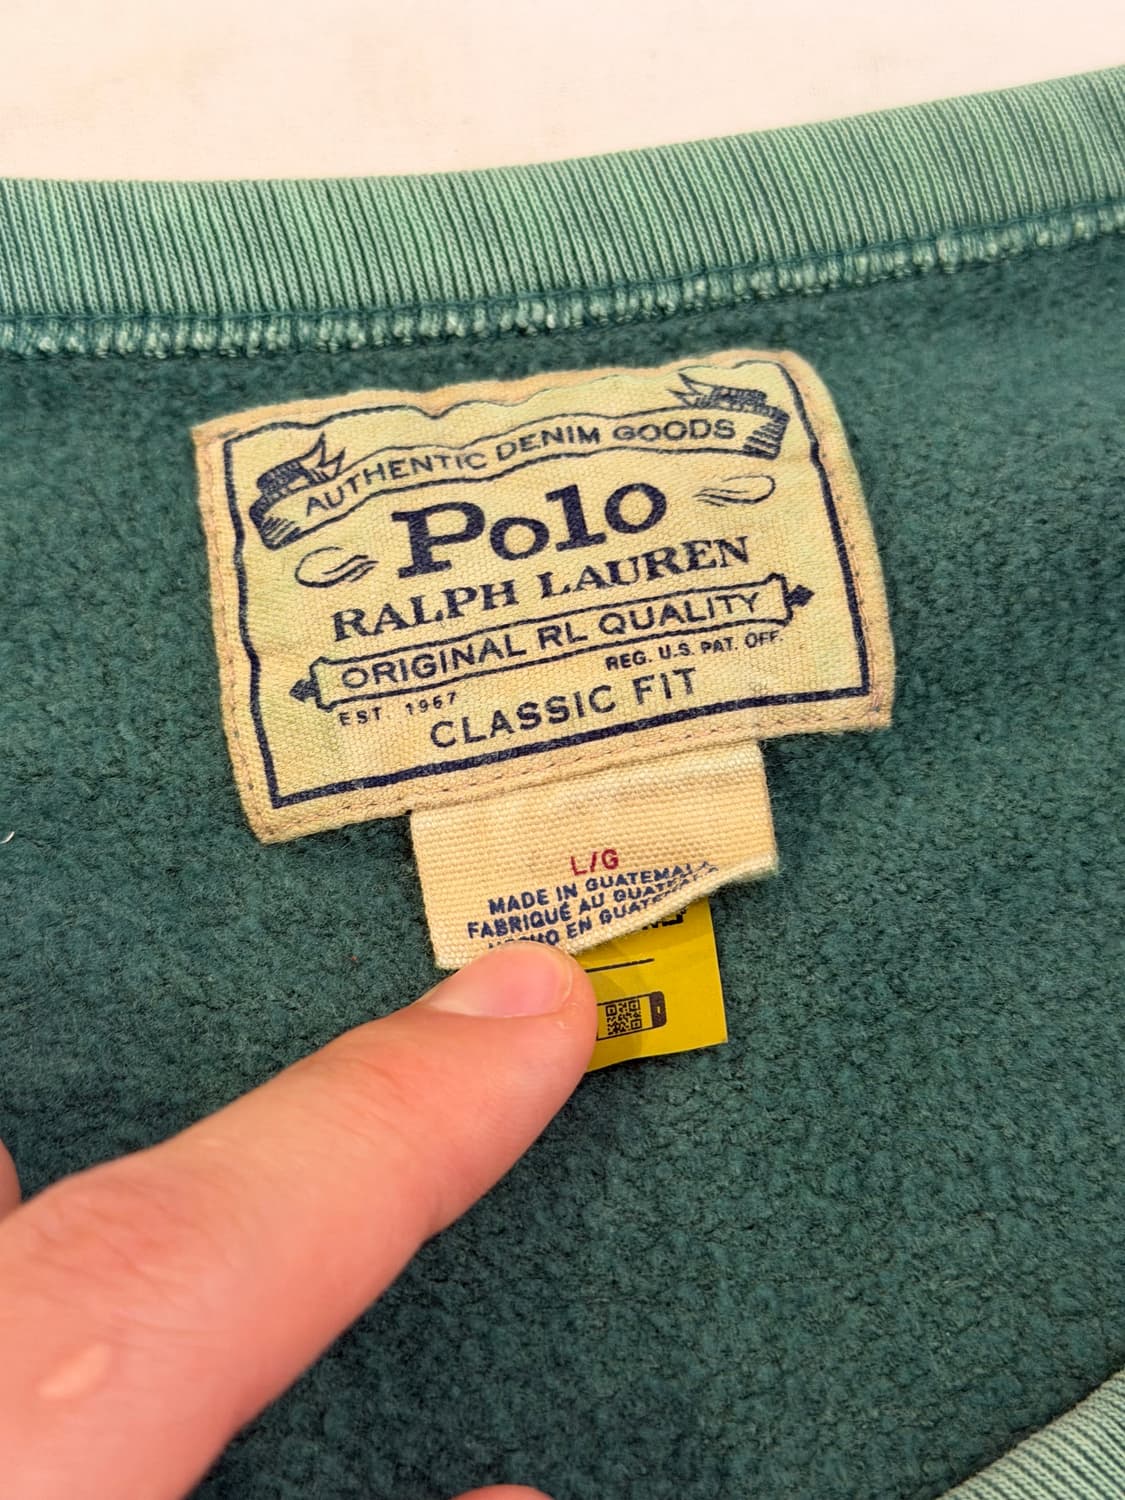 AUTHENTIC DENIM GOODS
Polo
RALPH LAUREN
ORIGINAL RL QUALITY
REG. U.S. PAT. OFF.
EST. 1967
CLASSIC FIT
L/G
MADE IN GUATEMALA
FABRIQUÉ AU GUATEMALA
EN